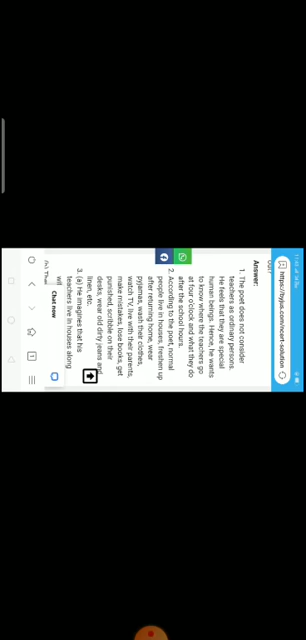 https://byjus.com/ncert-solution
out?
Answer:
1. The poet does not consider
teachers as ordinary persons.
He feels that they are special
human beings. Hence, he wants
to know where the teachers go
at four o'clock and what they do
after the school hours.
2. According to the poet, normal
people live in houses, freshen up
after returning home, wear
pyjamas, wash their clothes,
watch TV, live with their parents,
make mistakes, lose books, get
punished, scribble on their
desks, wear old dirty jeans and
linen, etc.
3. (a) He imagines that his
teachers live in houses along
wit
Chat now